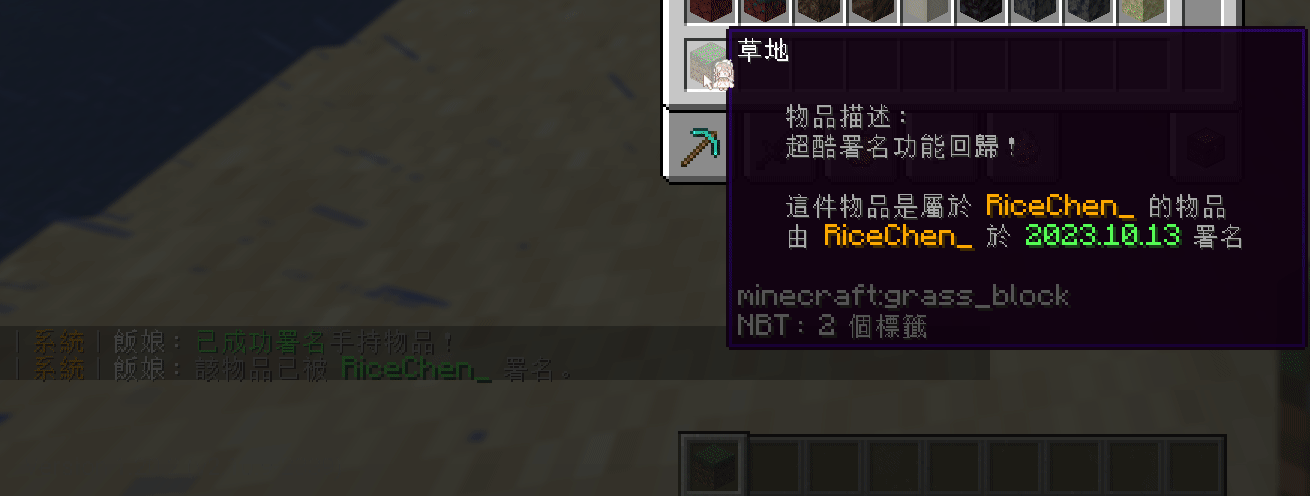 草地
物品描述：
超酷署名功能回歸！
這件物品是屬於 RiceChen_ 的物品
由 RiceChen_ 於 2023.10.13 署名
minecraft:grass_block
NBT: 2 個標籤
| 系統 | 飯娘: 已成功署名手持物品！
| 系統 | 飯娘: 該物品已被 RiceChen_ 署名。